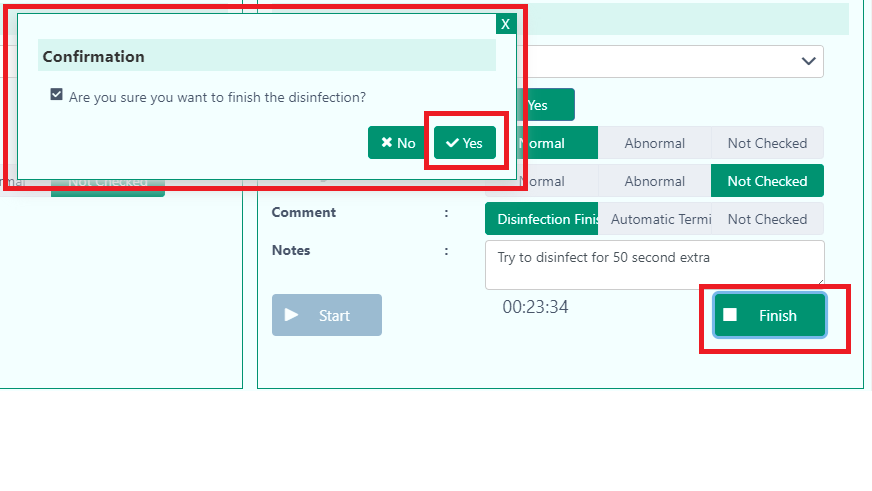 X
Confirmation
Are you sure you want to finish the disinfection?
No
Yes
Yes
Normal
Abnormal
Not Checked
Normal
Abnormal
Not Checked
Not Checked
Comment :
Disinfection Finis
Automatic Termi
Not Checked
Notes :
Try to disinfect for 50 second extra
Start
00:23:34
Finish